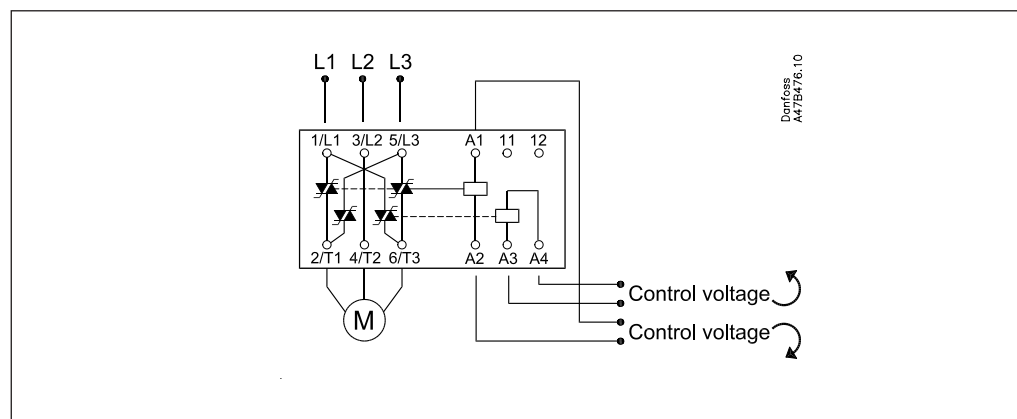 L1 L2 L3
Danfoss
A47B476.10
1/L1 3/L2 5/L3 A1 11 12
2/T1 4/T2 6/T3 A2 A3 A4
Control voltage
M
Control voltage